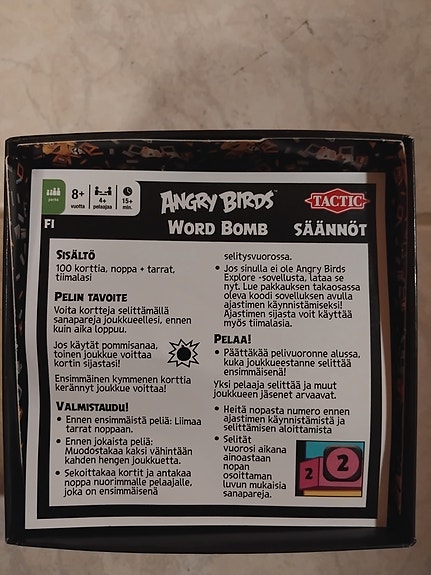 perhe
8+
vuotta
4+
pelaajaa
15+
min.
ANGRY BIRDS™
TACTIC
FI
WORD BOMB
SÄÄNNÖT
SISÄLTÖ
100 korttia, noppa + tarrat,
tiimalasi
PELIN TAVOITE
Voita kortteja selittämällä
sanapareja joukkueellesi, ennen
kuin aika loppuu.
Jos käytät pommisanaa,
toinen joukkue voittaa
kortin sijastasi!
Ensimmäinen kymmenen korttia
kerännyt joukkue voittaa!
VALMISTAUDU!
• Ennen ensimmäistä peliä: Liimaa
tarrat noppaan.
• Ennen jokaista peliä:
Muodostakaa kaksi vähintään
kahden hengen joukkuetta.
• Sekoittakaa kortit ja antakaa
noppa nuorimmalle pelaajalle,
joka on ensimmäisenä
selitysvuorossa.
• Jos sinulla ei ole Angry Birds
Explore -sovellusta, lataa se
nyt. Lue pakkauksen takaosassa
oleva koodi sovelluksen avulla
ajastimen käynnistämiseksi!
Ajastimen sijasta voit käyttää
myös tiimalasia.
PELAA!
• Päättäkää pelivuoronne alussa,
kuka joukkueestanne selittää
ensimmäisenä!
Yksi pelaaja selittää ja muut
joukkueen jäsenet arvaavat.
• Heitä nopasta numero ennen
ajastimen käynnistämistä ja
selittämisen aloittamista
• Selität
vuorosi aikana
ainoastaan
nopan
osoittaman
luvun mukaisia
sanapareja.
2
2